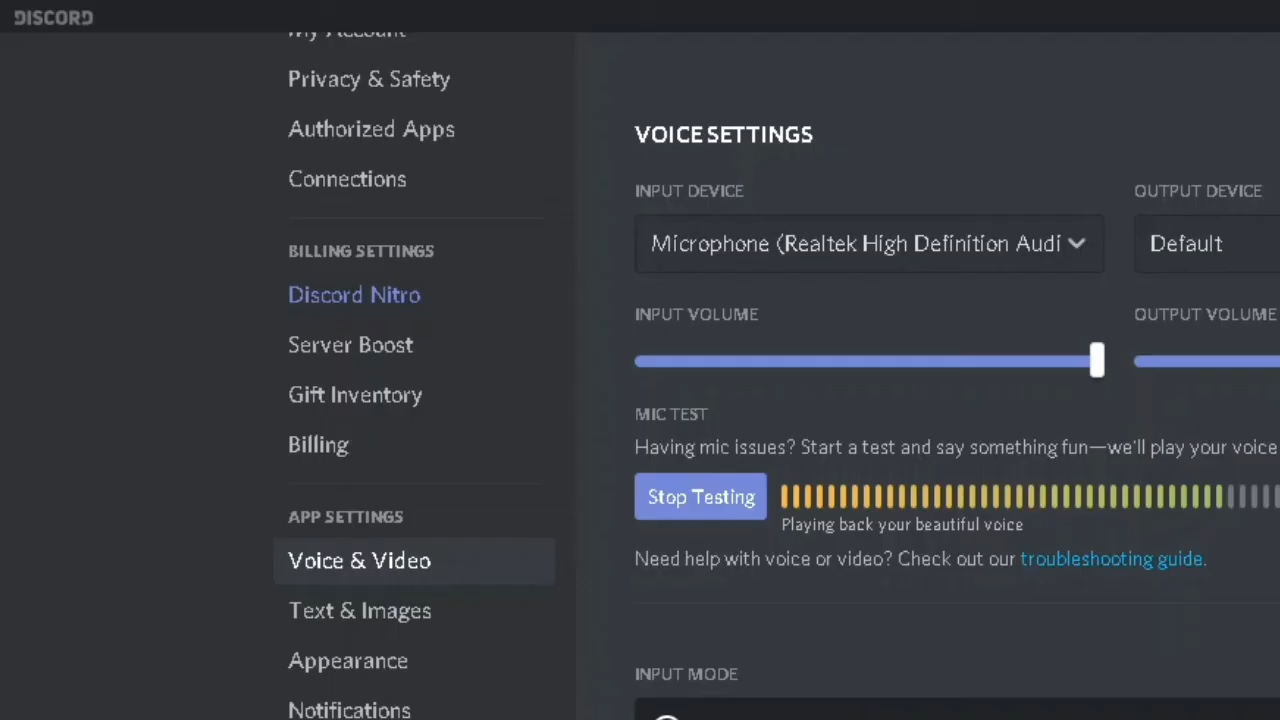 DISCORD
My Account
Privacy & Safety
Authorized Apps
Connections
BILLING SETTINGS
Discord Nitro
Server Boost
Gift Inventory
Billing
APP SETTINGS
Voice & Video
Text & Images
Appearance
Notifications
VOICE SETTINGS
INPUT DEVICE
Microphone (Realtek High Definition Audi
OUTPUT DEVICE
Default
INPUT VOLUME
OUTPUT VOLUME
MIC TEST
Having mic issues? Start a test and say something fun—we'll play your voice
Stop Testing
Playing back your beautiful voice
Need help with voice or video? Check out our troubleshooting guide.
INPUT MODE